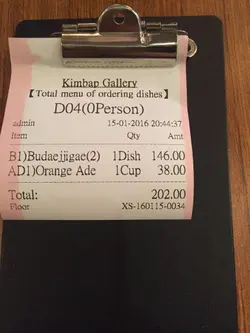 Kimbap Gallery
【Total menu of ordering dishes】
D04(0Person)
admin 15-01-2016 20:44:37
Item Qty Amt
B1)Budaejjigae(2) 1Dish 146.00
AD1)Orange Ade 1Cup 38.00
Total: 202.00
Floor XS-160115-0034